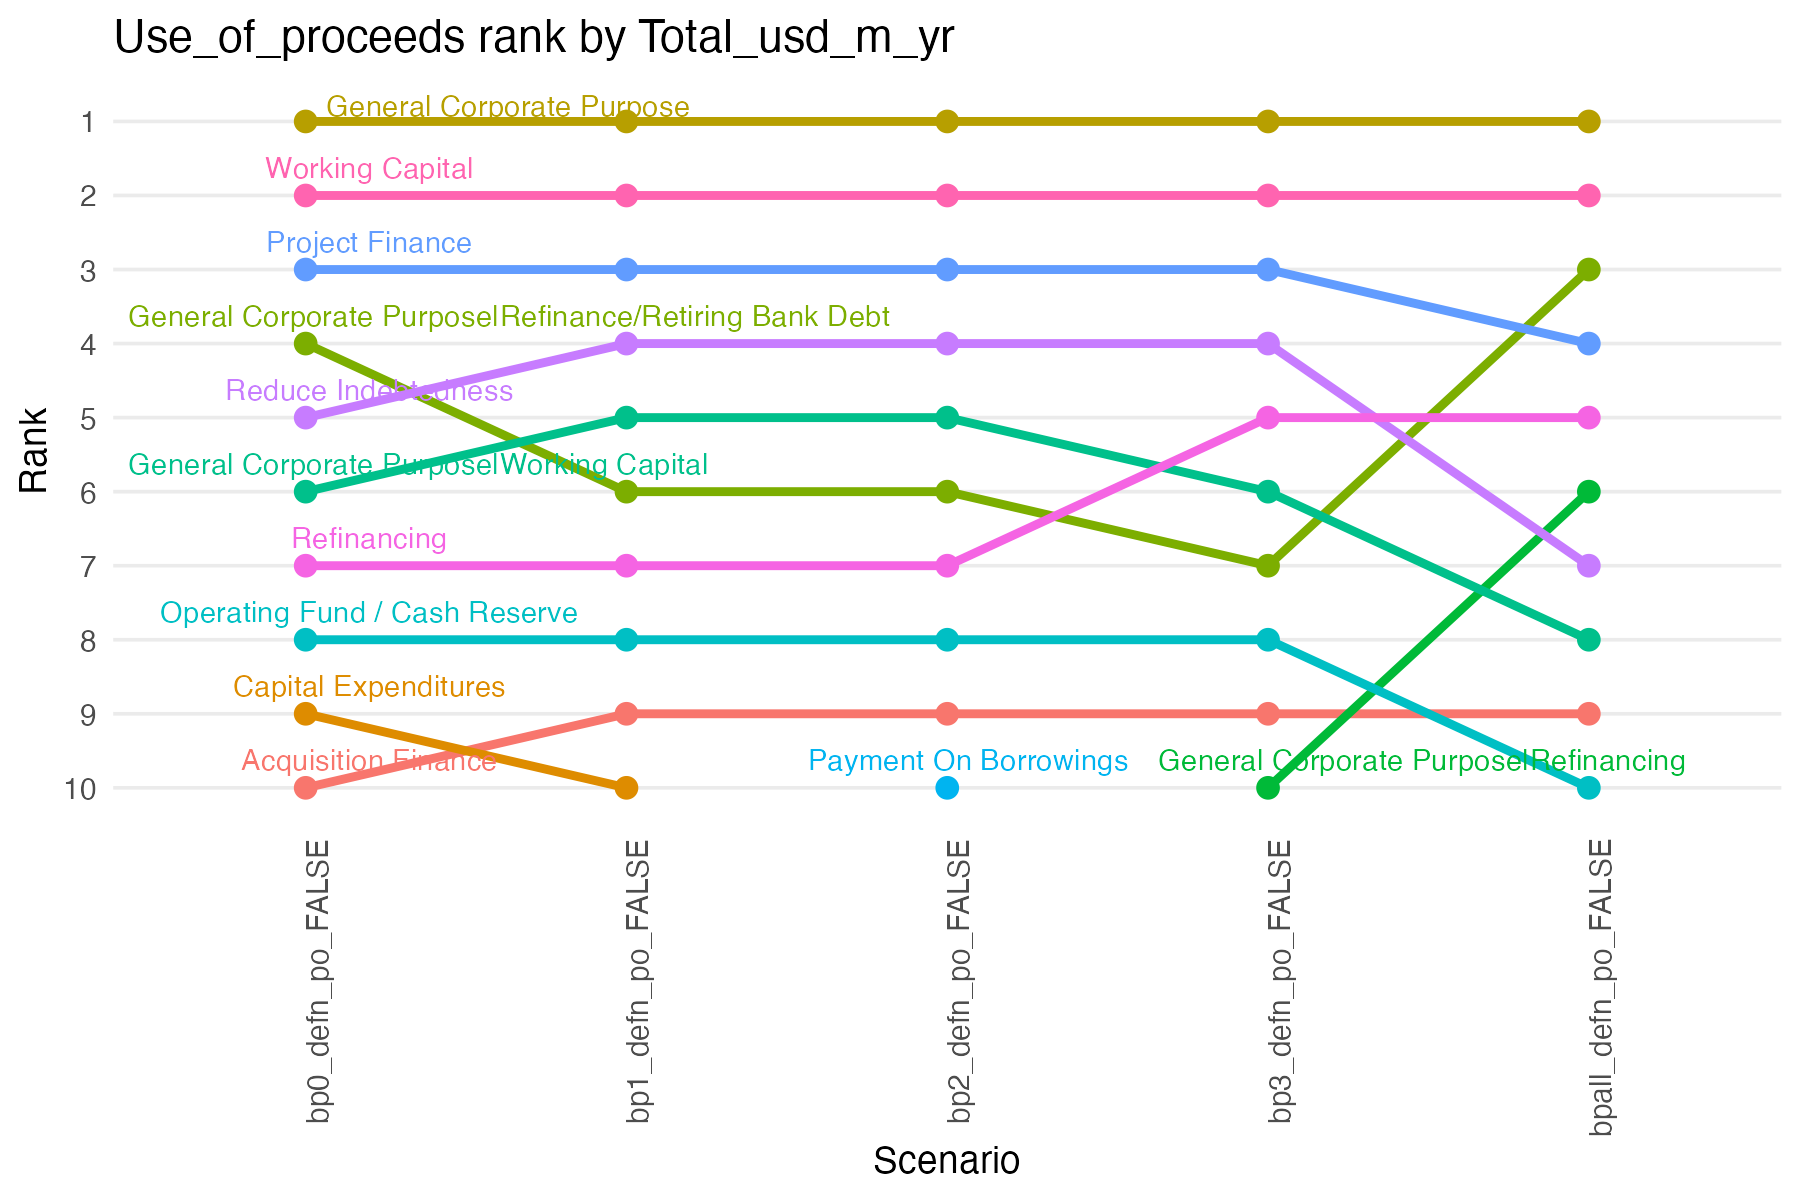 Use_of_proceeds rank by Total_usd_m_yr
Rank
1
2
3
4
5
6
7
8
9
10
General Corporate Purpose
Working Capital
Project Finance
General Corporate Purpose|Refinance/Retiring Bank Debt
Reduce Indebtedness
General Corporate Purpose|Working Capital
Refinancing
Operating Fund / Cash Reserve
Capital Expenditures
Acquisition Finance
Payment On Borrowings
General Corporate Purpose|Refinancing
bp0_defn_po_FALSE
bp1_defn_po_FALSE
bp2_defn_po_FALSE
bp3_defn_po_FALSE
bpall_defn_po_FALSE
Scenario